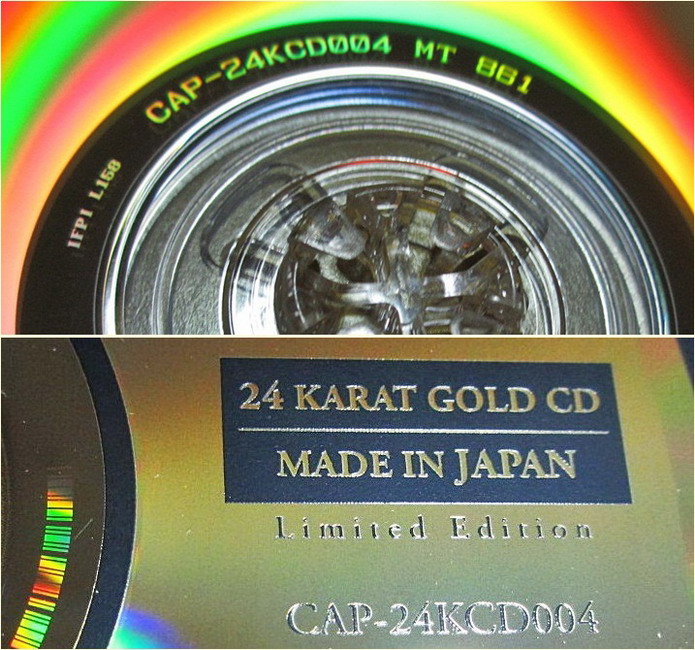 CAP-24KCD004 MT 861
IFPI L158
24 KARAT GOLD CD
MADE IN JAPAN
Limited Edition
CAP-24KCD004